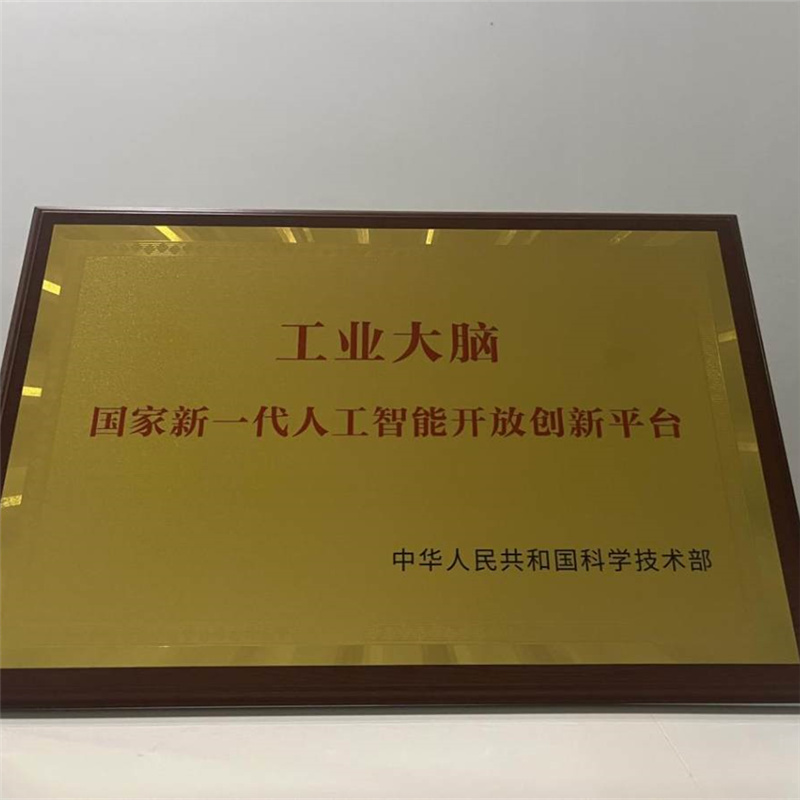 工业大脑
国家新一代人工智能开放创新平台
中华人民共和国科学技术部